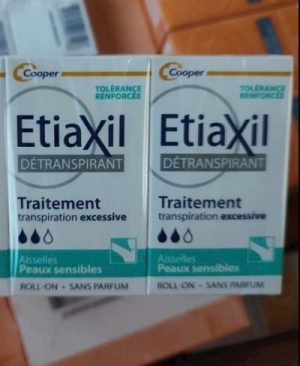 Cooper
TOLÉRANCE
RENFORCÉE
EtiaXil
DÉTRANSPIRANT
Traitement
transpiration excessive
Aisselles
Peaux sensibles
ROLL-ON • SANS PARFUM
Cooper
TOLÉRANCE
RENFORCÉE
EtiaXil
DÉTRANSPIRANT
Traitement
transpiration excessive
Aisselles
Peaux sensibles
ROLL-ON • SANS PARFUM